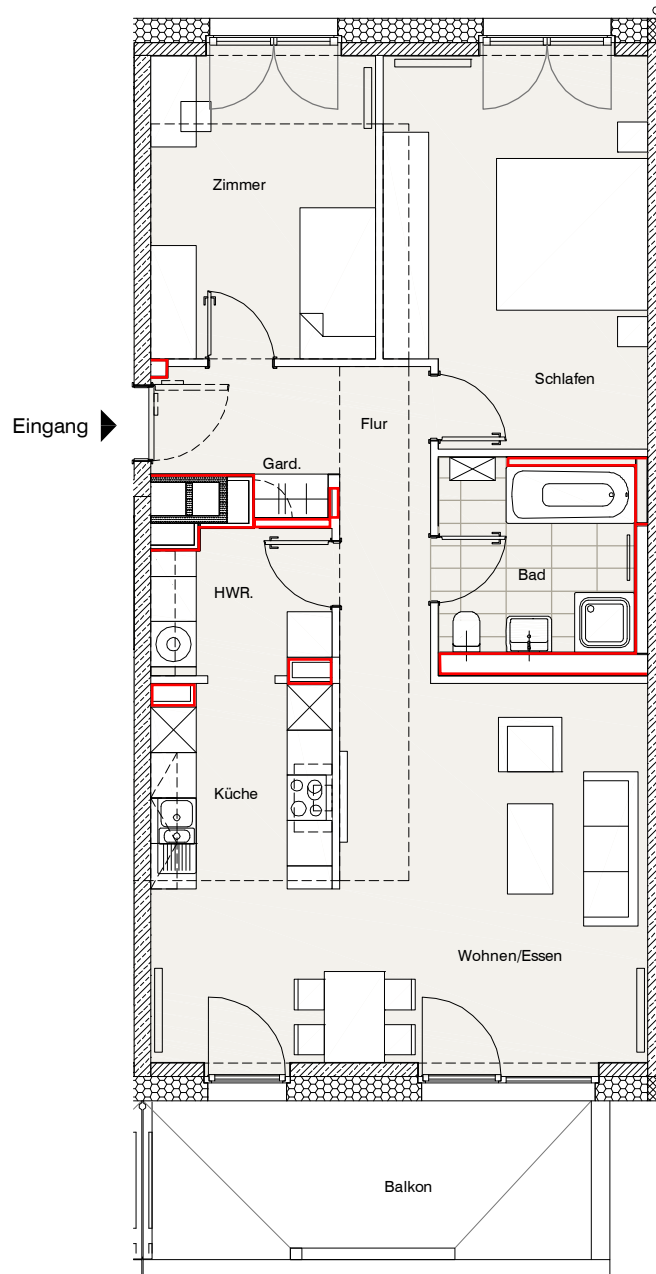 Zimmer
Schlafen
Eingang
Flur
Gard.
Bad
HWR.
Küche
Wohnen/Essen
Balkon